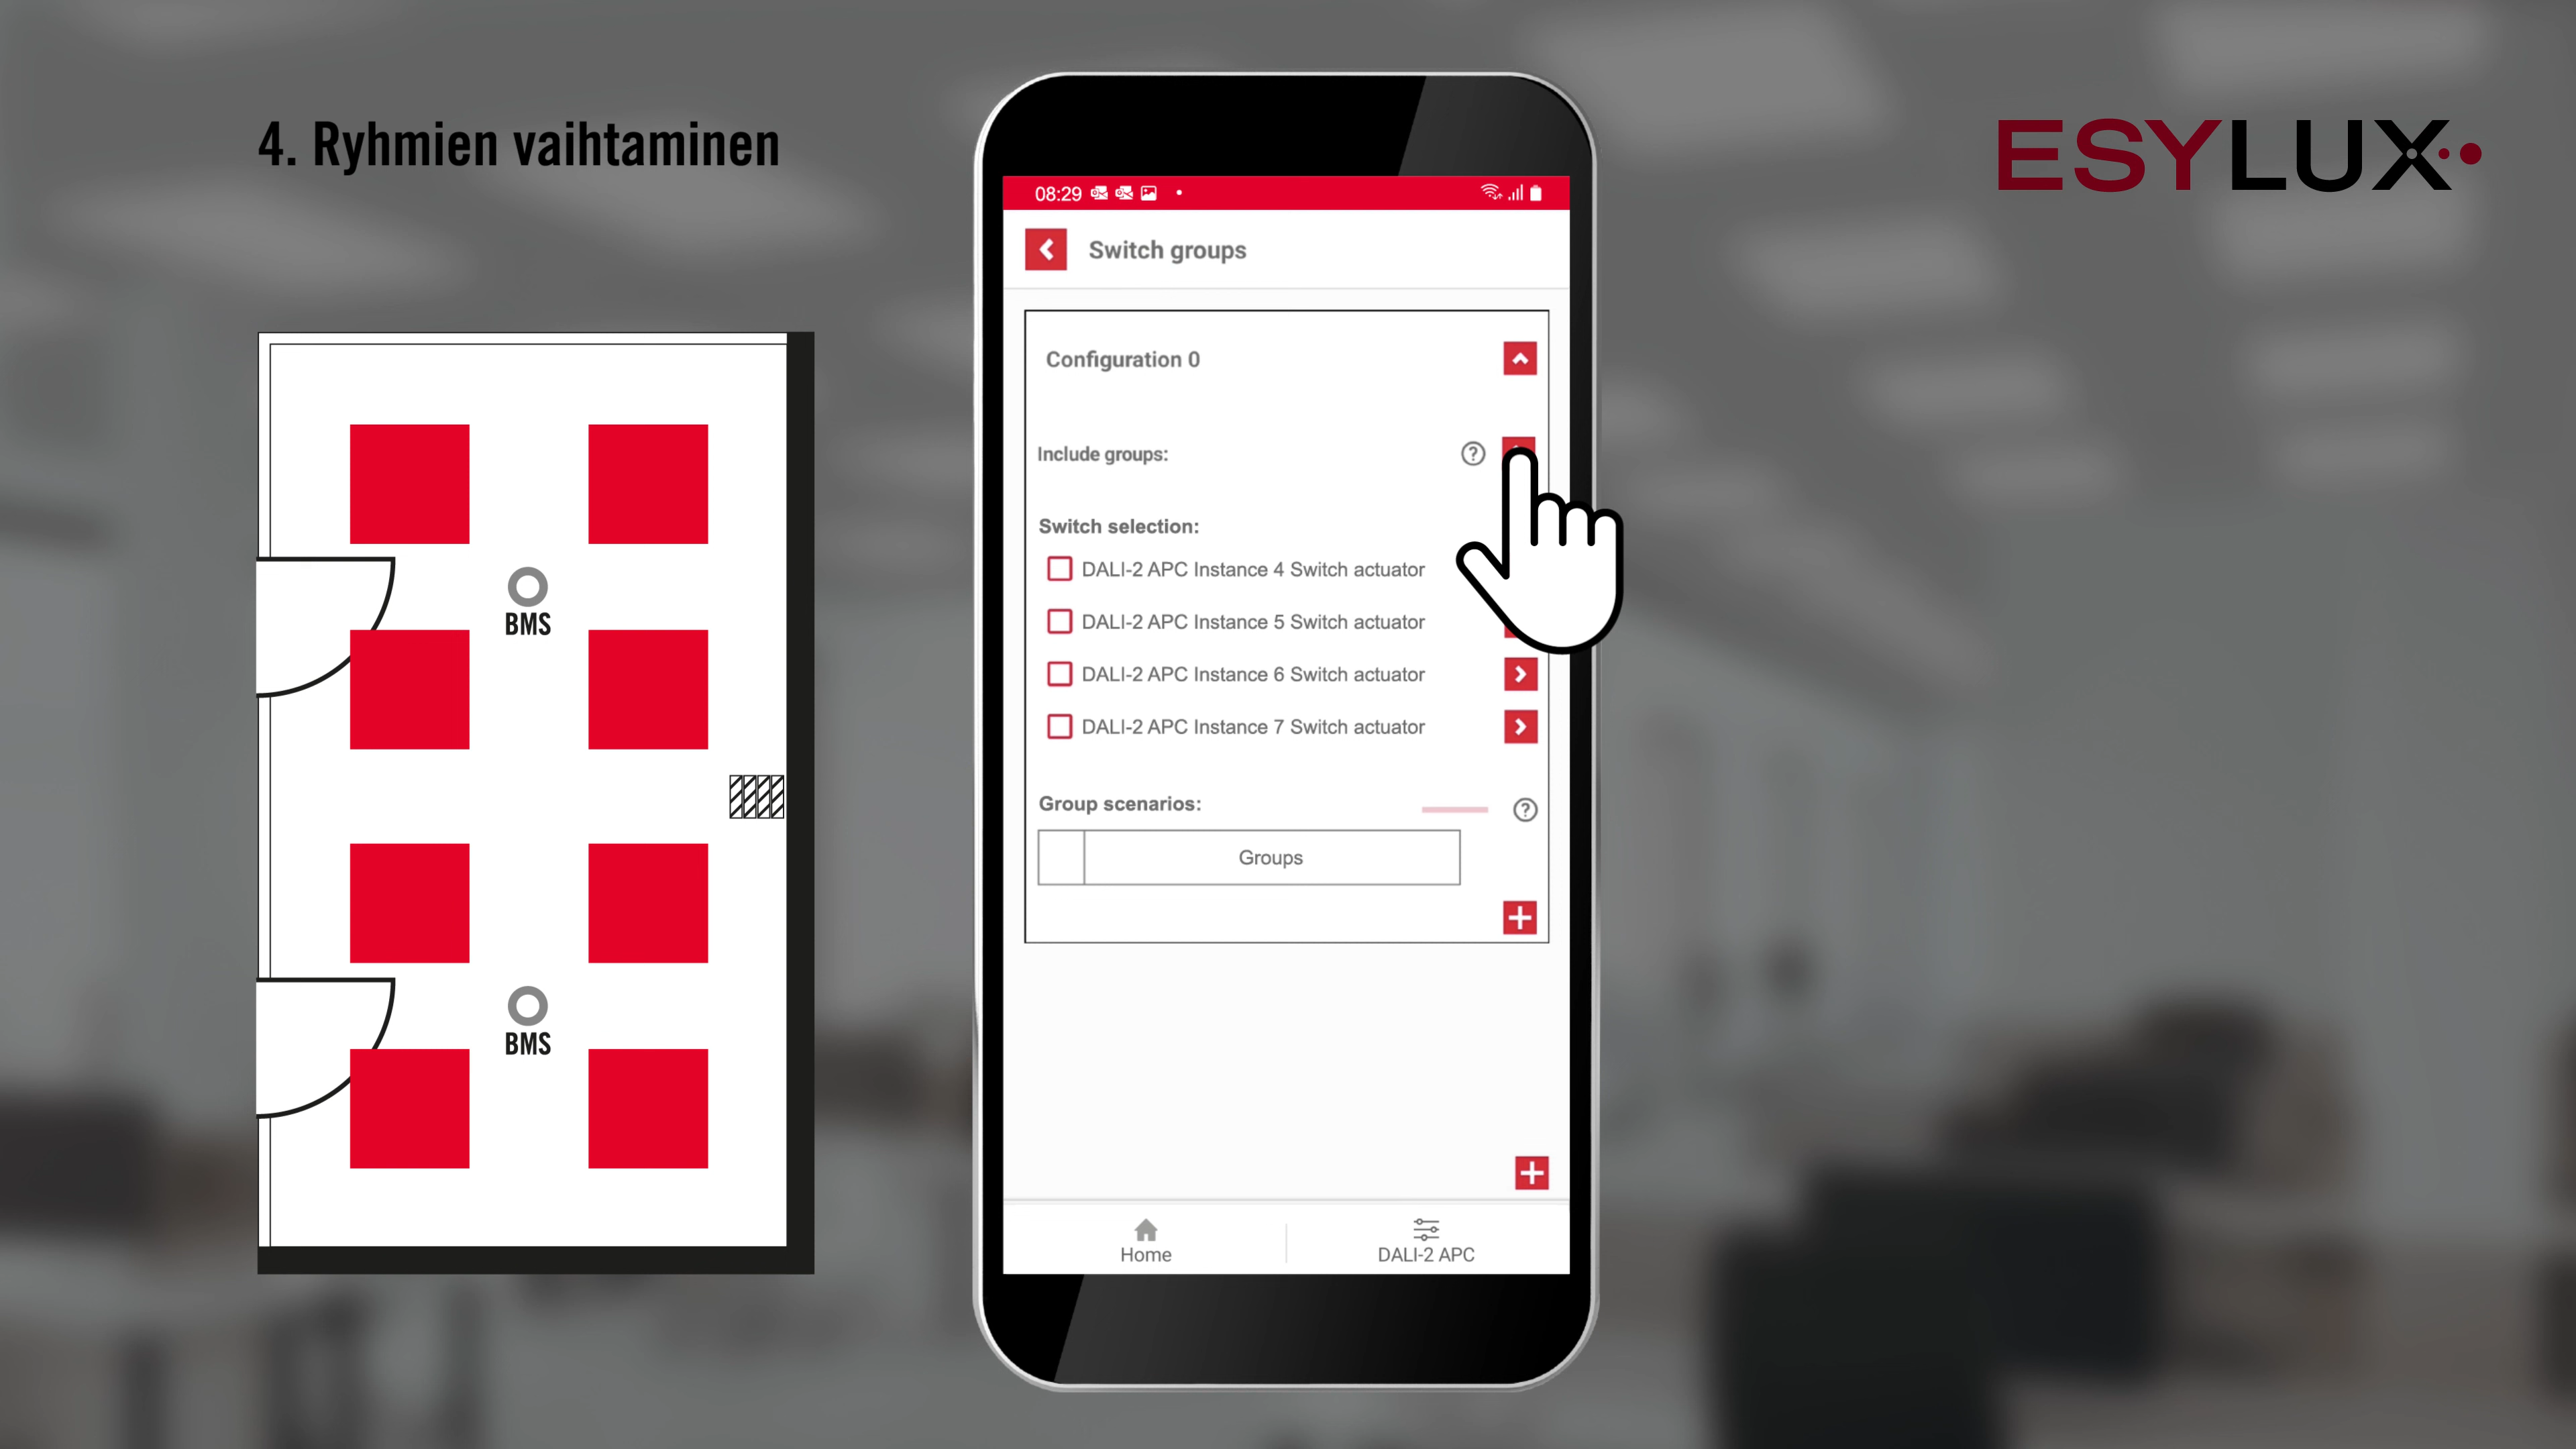 4. Ryhmien vaihtaminen
ESYLUX
BMS
BMS
08:29
Switch groups
Configuration 0
Include groups:
Switch selection:
DALI-2 APC Instance 4 Switch actuator
DALI-2 APC Instance 5 Switch actuator
DALI-2 APC Instance 6 Switch actuator
DALI-2 APC Instance 7 Switch actuator
Group scenarios:
Groups
Home
DALI-2 APC